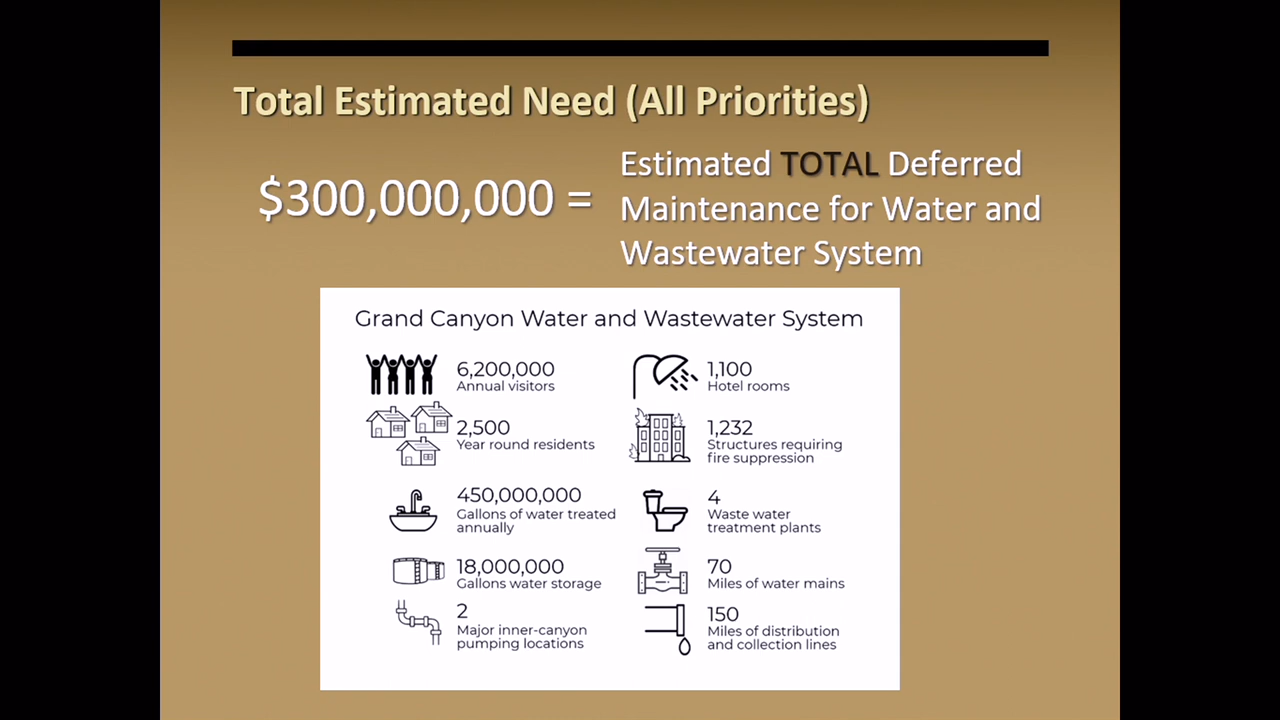 Total Estimated Need (All Priorities)
$300,000,000 =
Estimated TOTAL Deferred
Maintenance for Water and
Wastewater System
Grand Canyon Water and Wastewater System
6,200,000
Annual visitors
1,100
Hotel rooms
2,500
Year round residents
1,232
Structures requiring
fire suppression
450,000,000
Gallons of water treated
annually
4
Waste water
treatment plants
18,000,000
Gallons water storage
70
Miles of water mains
2
Major inner-canyon
pumping locations
150
Miles of distribution
and collection lines